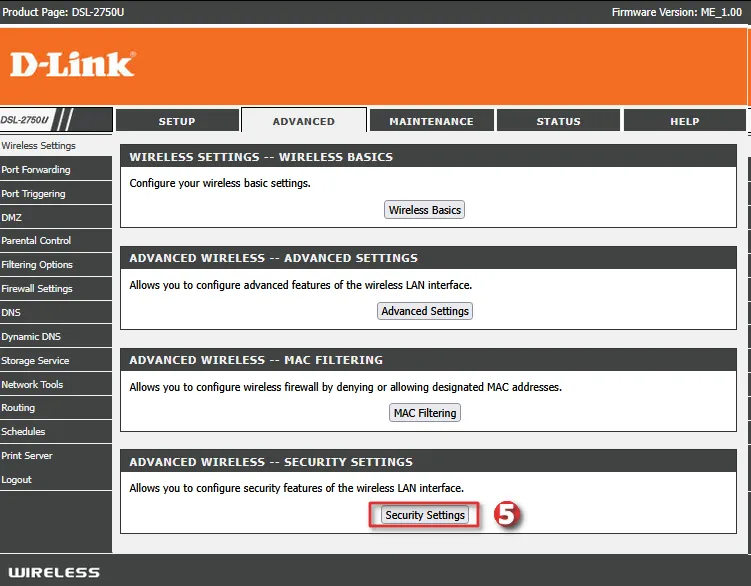 Product Page: DSL-2750U Firmware Version: ME_1.00
D-Link®
DSL-2750U SETUP ADVANCED MAINTENANCE STATUS HELP
Wireless Settings
Port Forwarding
Port Triggering
DMZ
Parental Control
Filtering Options
Firewall Settings
DNS
Dynamic DNS
Storage Service
Network Tools
Routing
Schedules
Print Server
Logout
WIRELESS SETTINGS -- WIRELESS BASICS
Configure your wireless basic settings.
Wireless Basics
ADVANCED WIRELESS -- ADVANCED SETTINGS
Allows you to configure advanced features of the wireless LAN interface.
Advanced Settings
ADVANCED WIRELESS -- MAC FILTERING
Allows you to configure wireless firewall by denying or allowing designated MAC addresses.
MAC Filtering
ADVANCED WIRELESS -- SECURITY SETTINGS
Allows you to configure security features of the wireless LAN interface.
Security Settings 5
WIRELESS